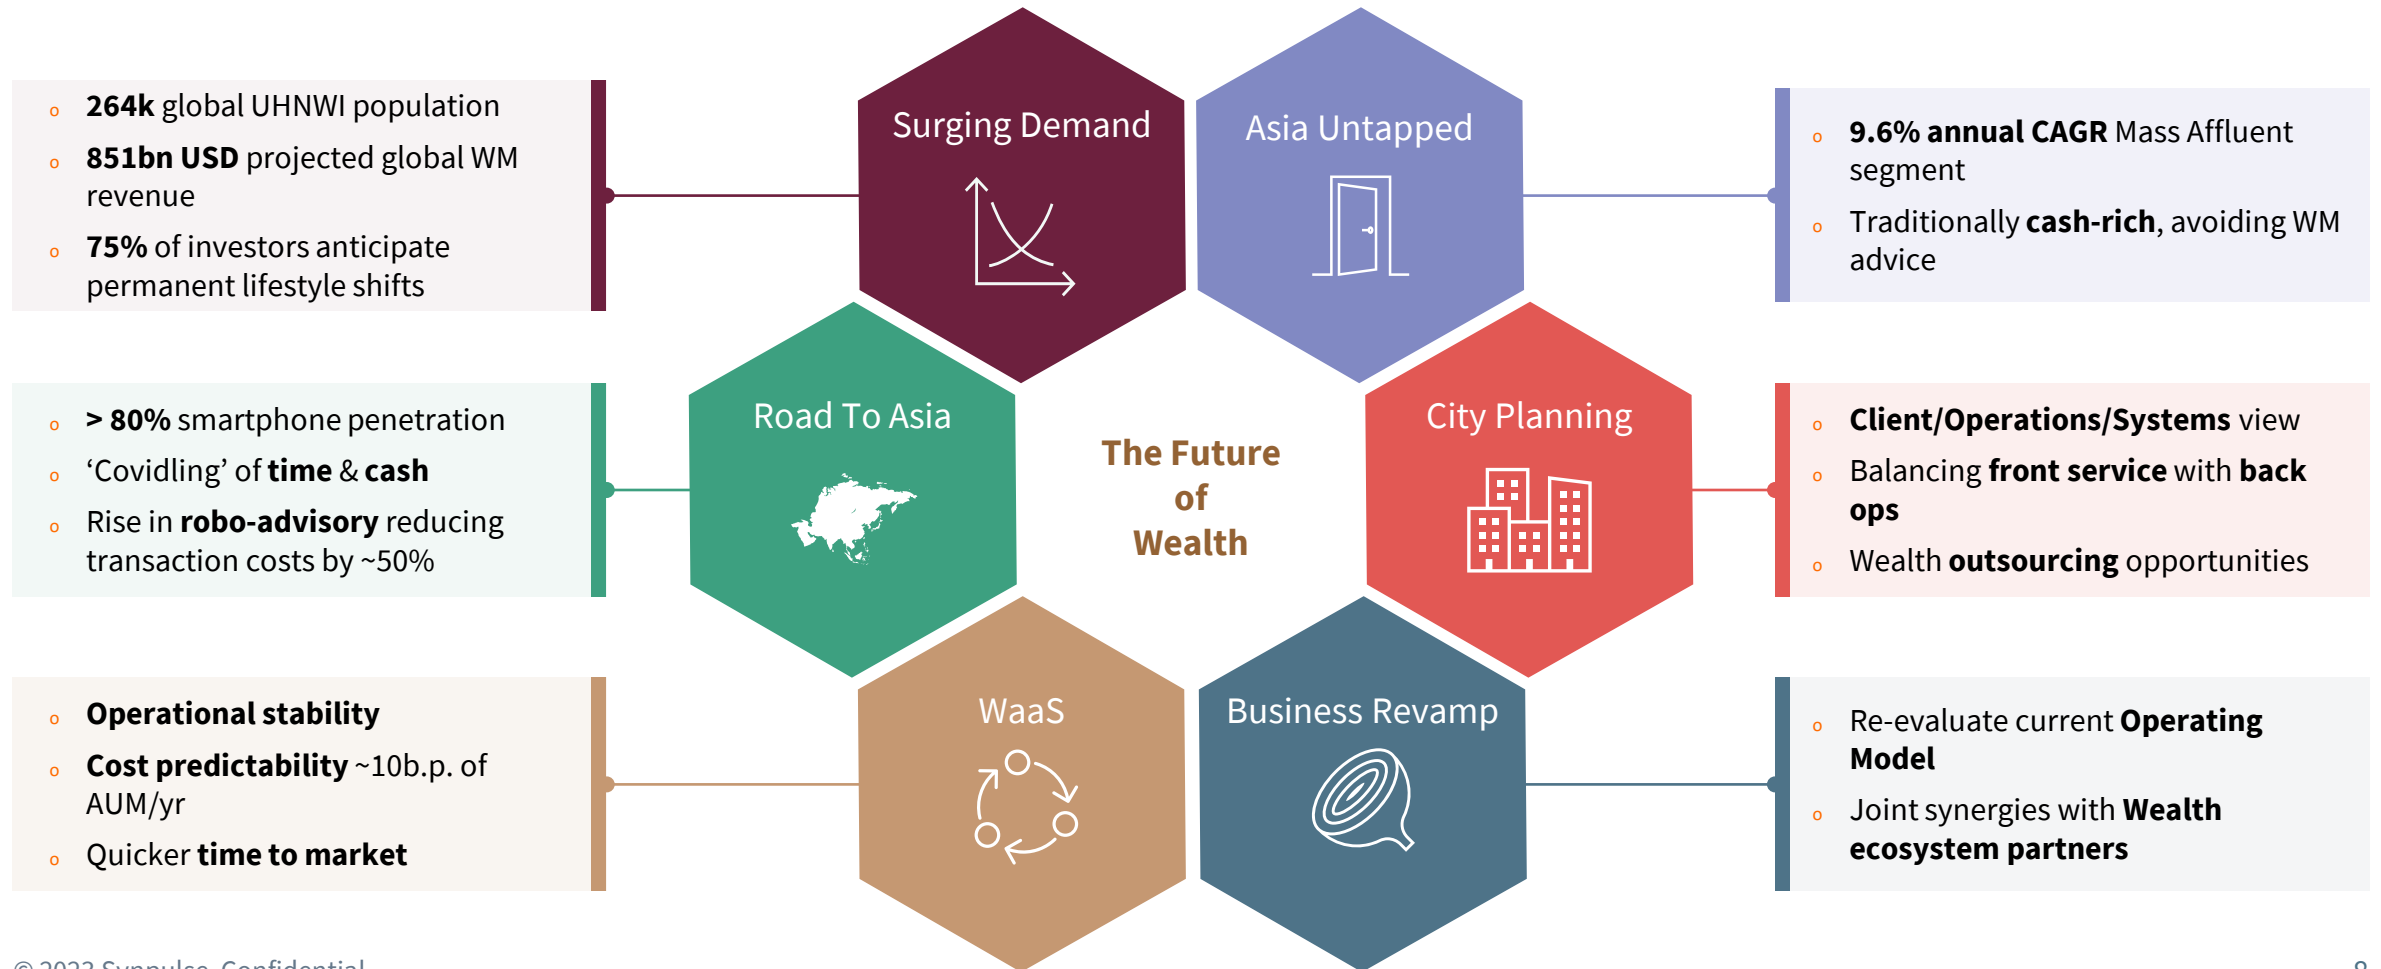 Surging Demand
264k global UHNWI population
851bn USD projected global WM
revenue
75% of investors anticipate
permanent lifestyle shifts
Asia Untapped
9.6% annual CAGR Mass Affluent
segment
Traditionally cash-rich, avoiding WM
advice
Road To Asia
> 80% smartphone penetration
‘Covidling’ of time & cash
Rise in robo-advisory reducing
transaction costs by ~50%
The Future
of
Wealth
City Planning
Client/Operations/Systems view
Balancing front service with back
ops
Wealth outsourcing opportunities
WaaS
Operational stability
Cost predictability ~10b.p. of
AUM/yr
Quicker time to market
Business Revamp
Re-evaluate current Operating
Model
Joint synergies with Wealth
ecosystem partners
© 2023 Synpulse. Confidential